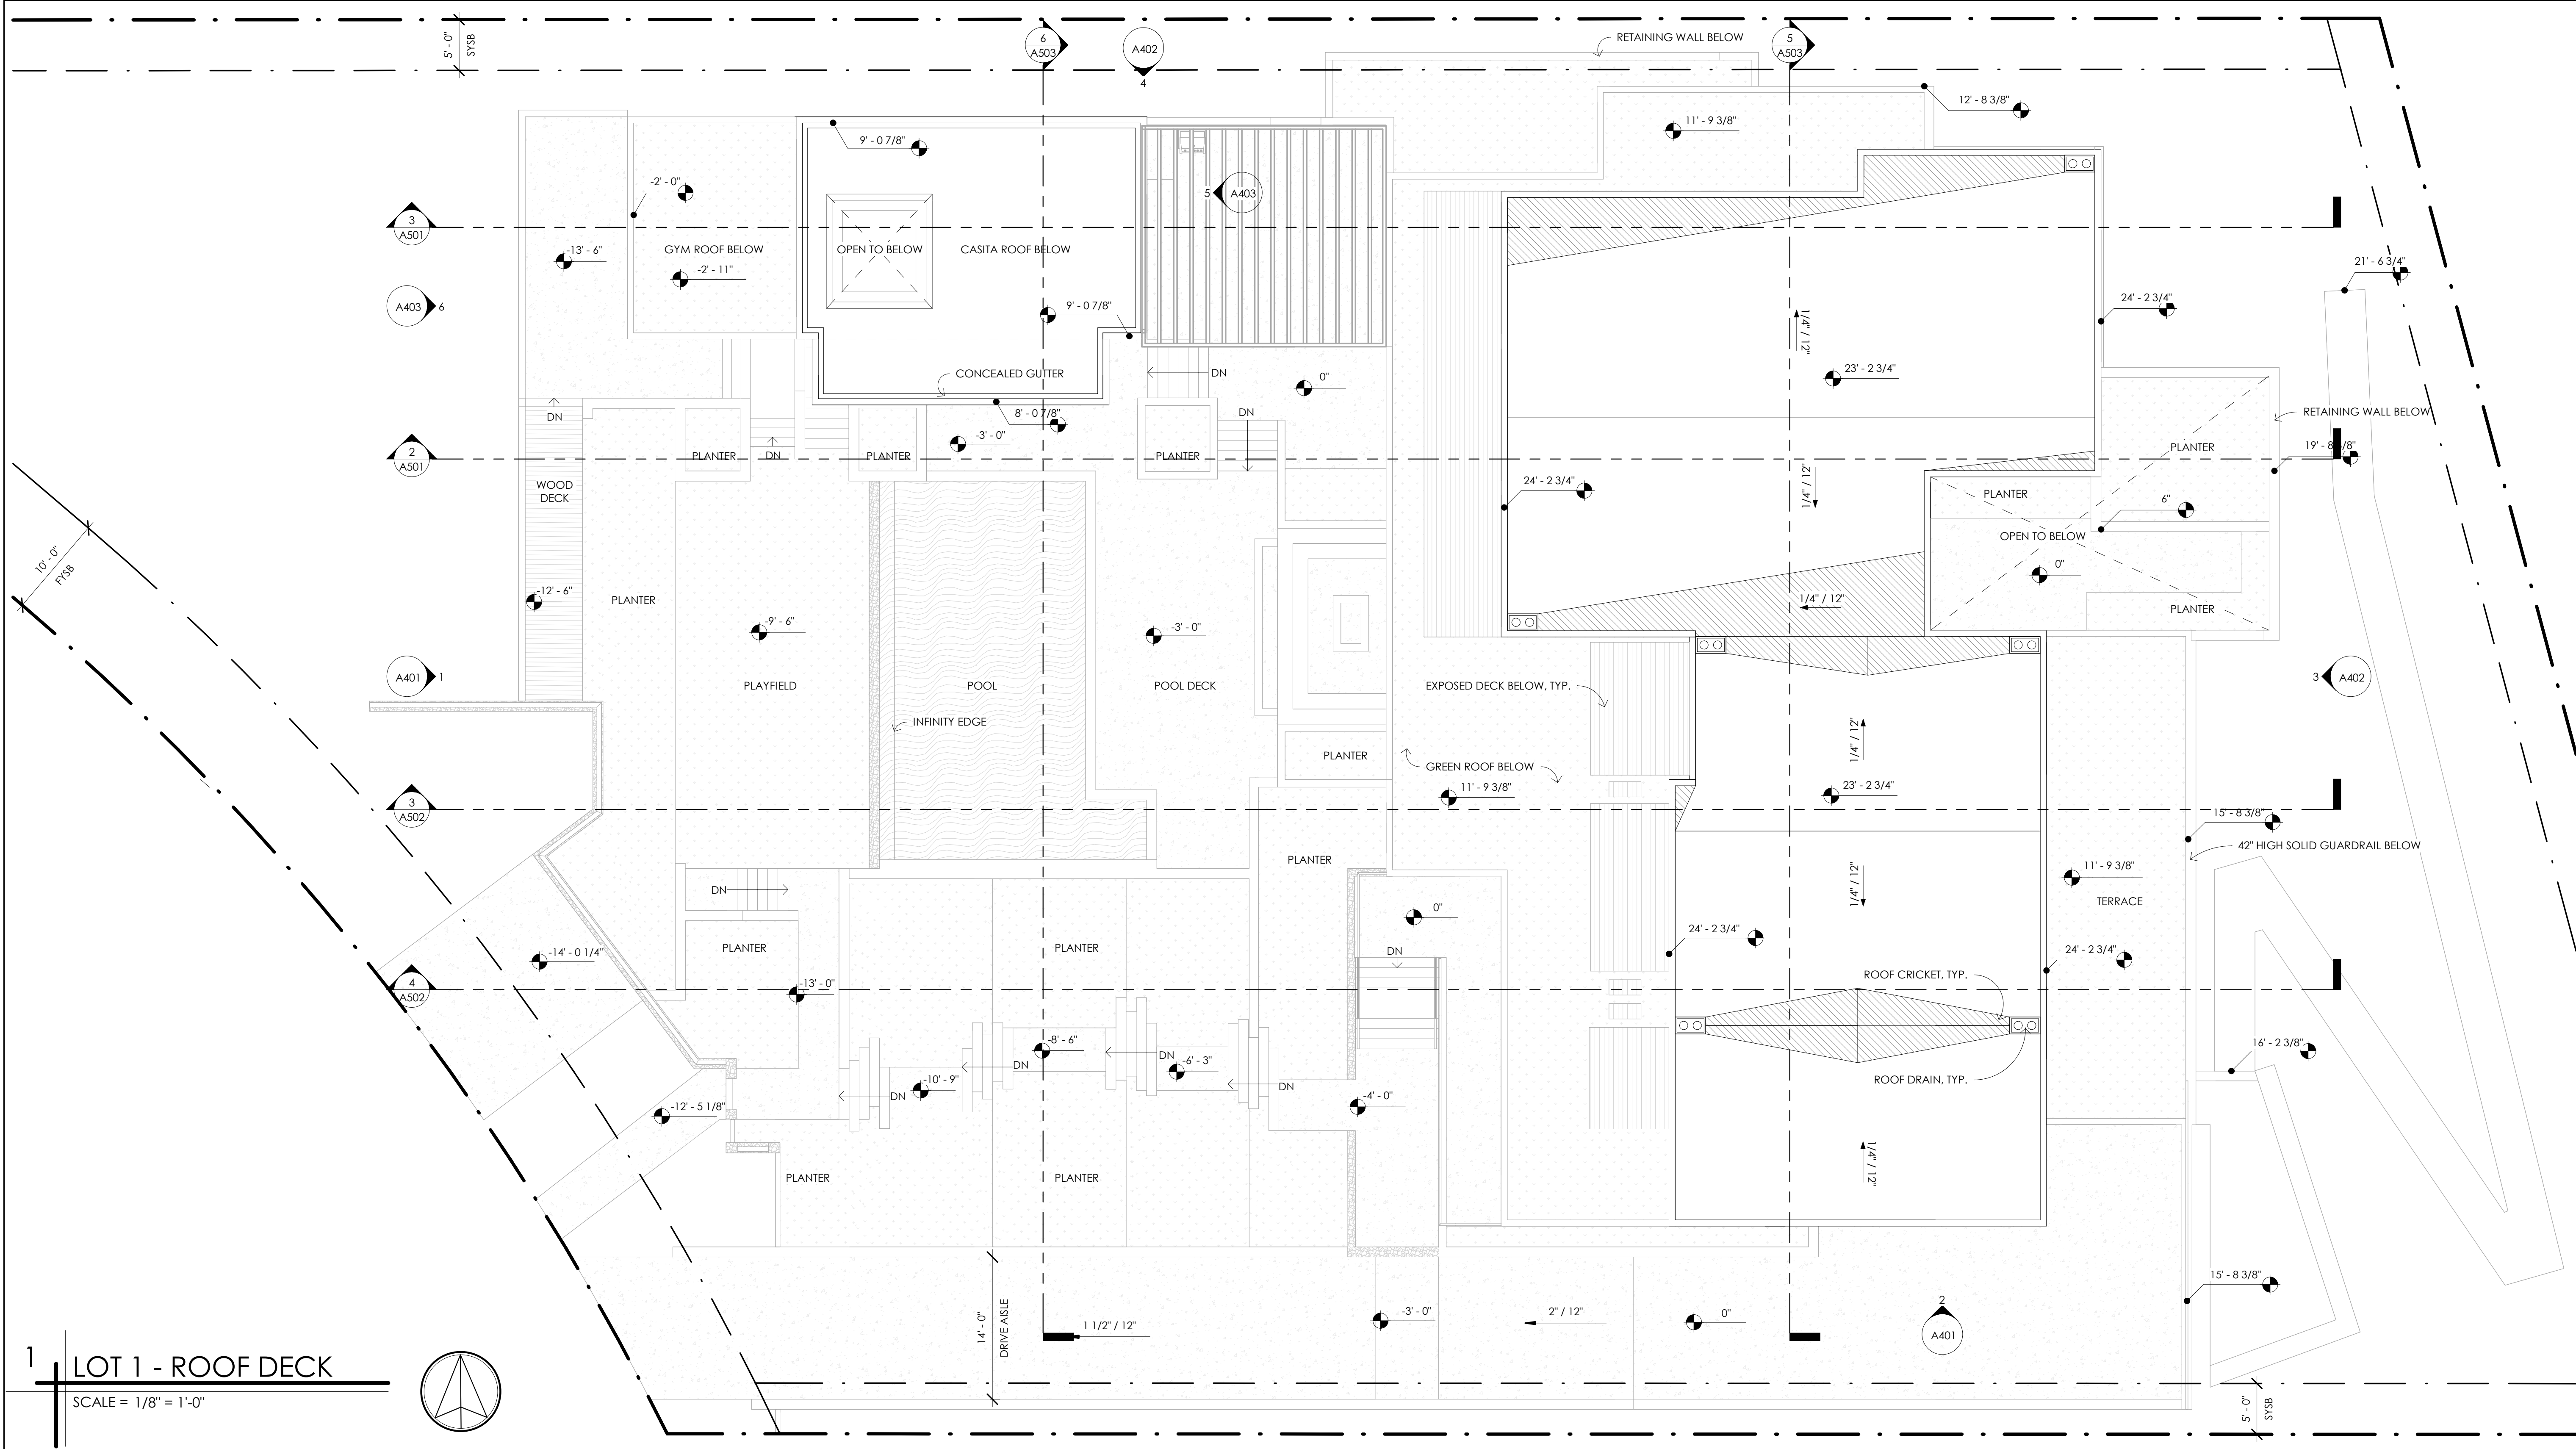 5' - 0"
SYSB
6
A503
A402
4
RETAINING WALL BELOW
5
A503
12' - 8 3/8"
11' - 9 3/8"
9' - 0 7/8"
-2' - 0"
5
A403
3
A501
-13' - 6"
GYM ROOF BELOW
-2' - 11"
OPEN TO BELOW
CASITA ROOF BELOW
21' - 6 3/4"
A403
6
9' - 0 7/8"
24' - 2 3/4"
1/4" / 12"
CONCEALED GUTTER
DN
0"
23' - 2 3/4"
DN
8' - 0 7/8"
DN
RETAINING WALL BELOW
-3' - 0"
2
A501
PLANTER
DN
PLANTER
PLANTER
PLANTER
WOOD
DECK
24' - 2 3/4"
1/4" / 12"
PLANTER
6"
OPEN TO BELOW
10' - 0"
FYSB
0"
-12' - 6"
PLANTER
1/4" / 12"
PLANTER
-9' - 6"
-3' - 0"
A401
1
PLAYFIELD
POOL
POOL DECK
EXPOSED DECK BELOW, TYP.
3
A402
INFINITY EDGE
1/4" / 12"
PLANTER
GREEN ROOF BELOW
11' - 9 3/8"
23' - 2 3/4"
3
A502
15' - 8 3/8"
42" HIGH SOLID GUARDRAIL BELOW
PLANTER
DN
1/4" / 12"
11' - 9 3/8"
TERRACE
0"
24' - 2 3/4"
PLANTER
PLANTER
DN
24' - 2 3/4"
-14' - 0 1/4"
ROOF CRICKET, TYP.
4
A502
-13' - 0"
-8' - 6"
DN
-6' - 3"
DN
16' - 2 3/8"
-10' - 9"
DN
DN
ROOF DRAIN, TYP.
-12' - 5 1/8"
-4' - 0"
PLANTER
PLANTER
1/4" / 12"
14' - 0"
DRIVE AISLE
1 1/2" / 12"
-3' - 0"
2" / 12"
0"
2
A401
15' - 8 3/8"
1
LOT 1 - ROOF DECK
SCALE = 1/8" = 1'-0"
5' - 0"
SYSB